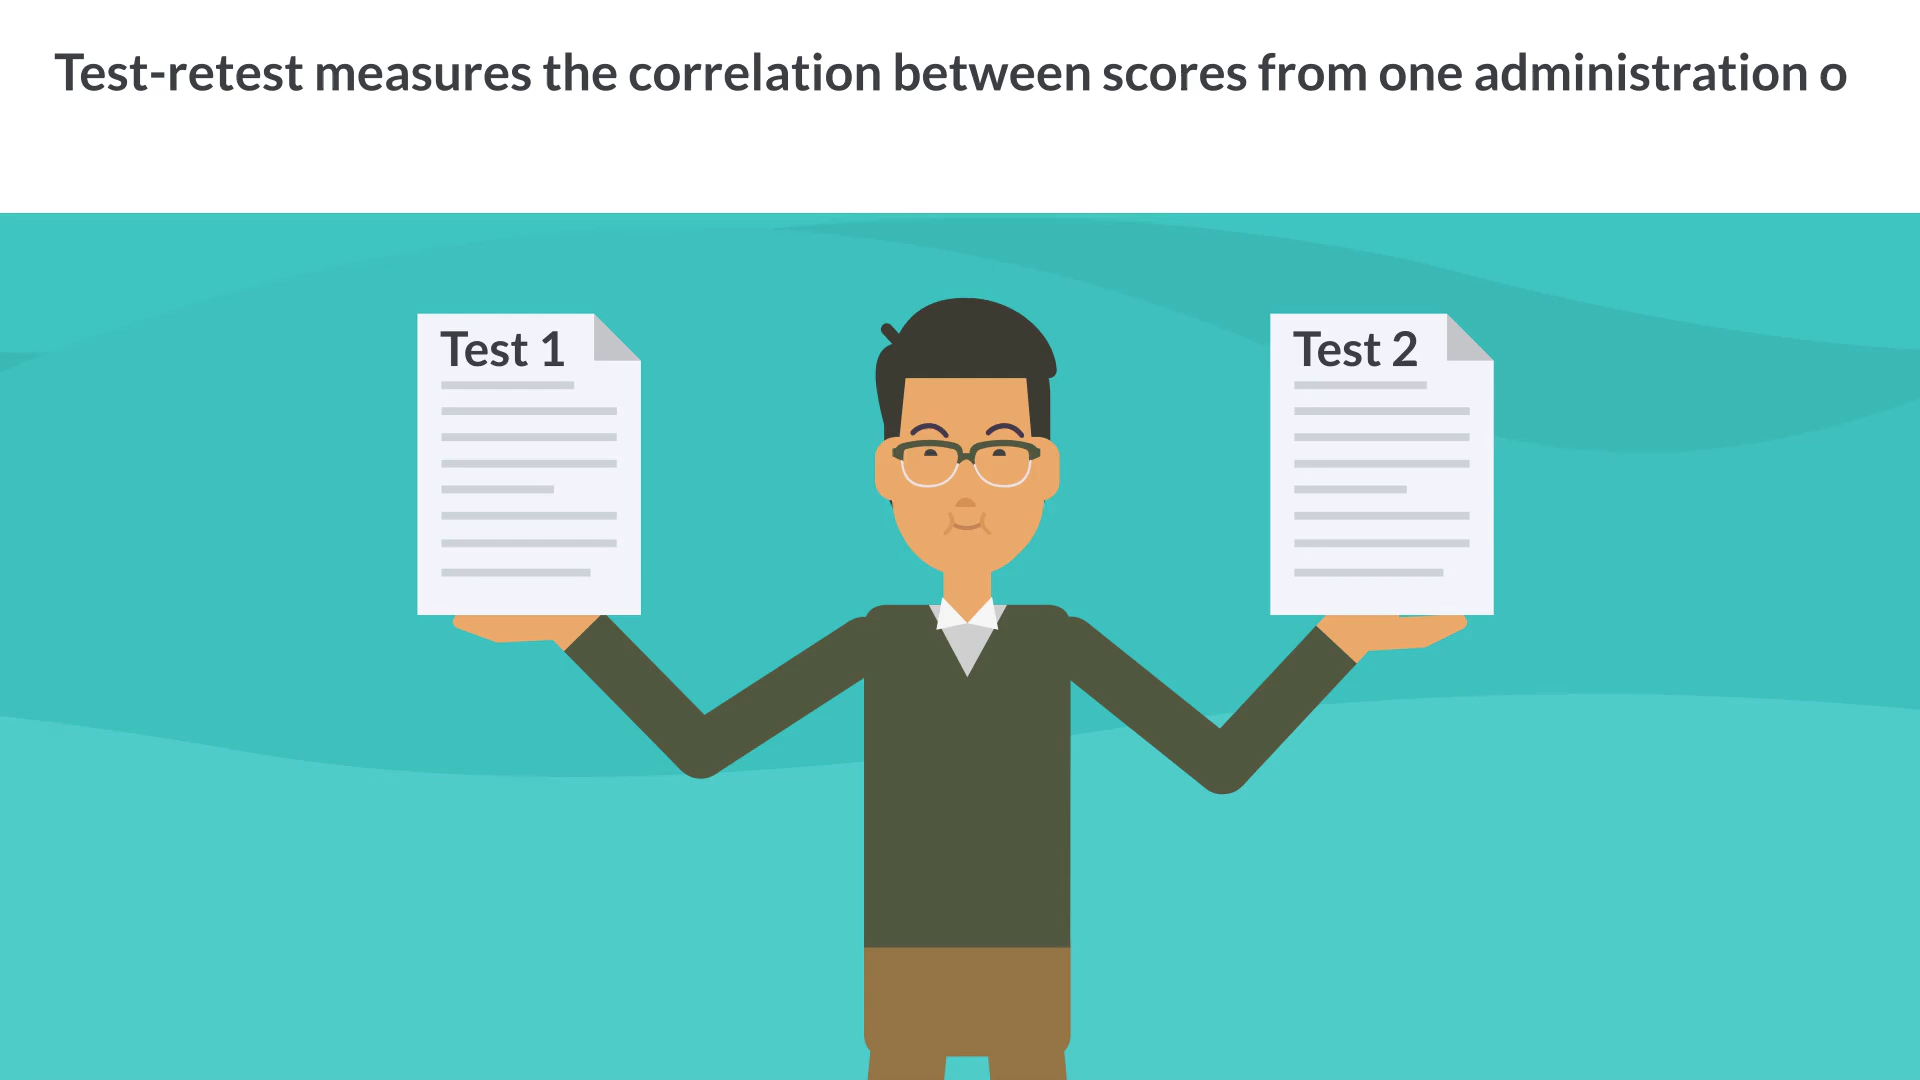 Test-retest measures the correlation between scores from one administration o
Test 1
Test 2